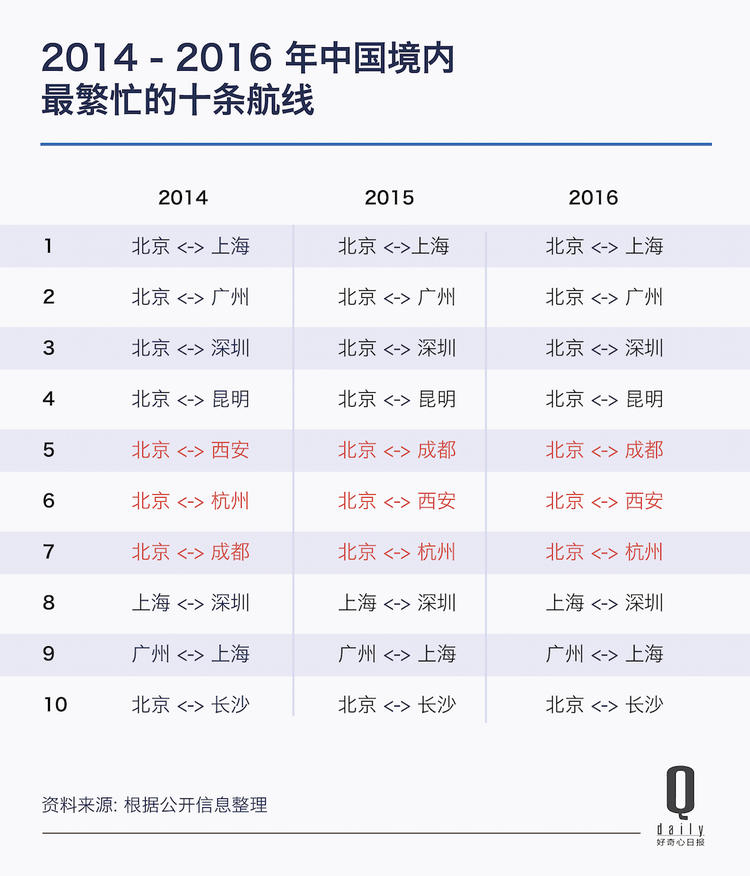 2014 - 2016 年中国境内
最繁忙的十条航线
2014 2015 2016
1 北京 <-> 上海 北京 <->上海 北京 <-> 上海
2 北京 <-> 广州 北京 <-> 广州 北京 <-> 广州
3 北京 <-> 深圳 北京 <-> 深圳 北京 <-> 深圳
4 北京 <-> 昆明 北京 <-> 昆明 北京 <-> 昆明
5 北京 <-> 西安 北京 <-> 成都 北京 <-> 成都
6 北京 <-> 杭州 北京 <-> 西安 北京 <-> 西安
7 北京 <-> 成都 北京 <-> 杭州 北京 <-> 杭州
8 上海 <-> 深圳 上海 <-> 深圳 上海 <-> 深圳
9 广州 <-> 上海 广州 <-> 上海 广州 <-> 上海
10 北京 <-> 长沙 北京 <-> 长沙 北京 <-> 长沙
资料来源: 根据公开信息整理
Q
daily
好奇心日报